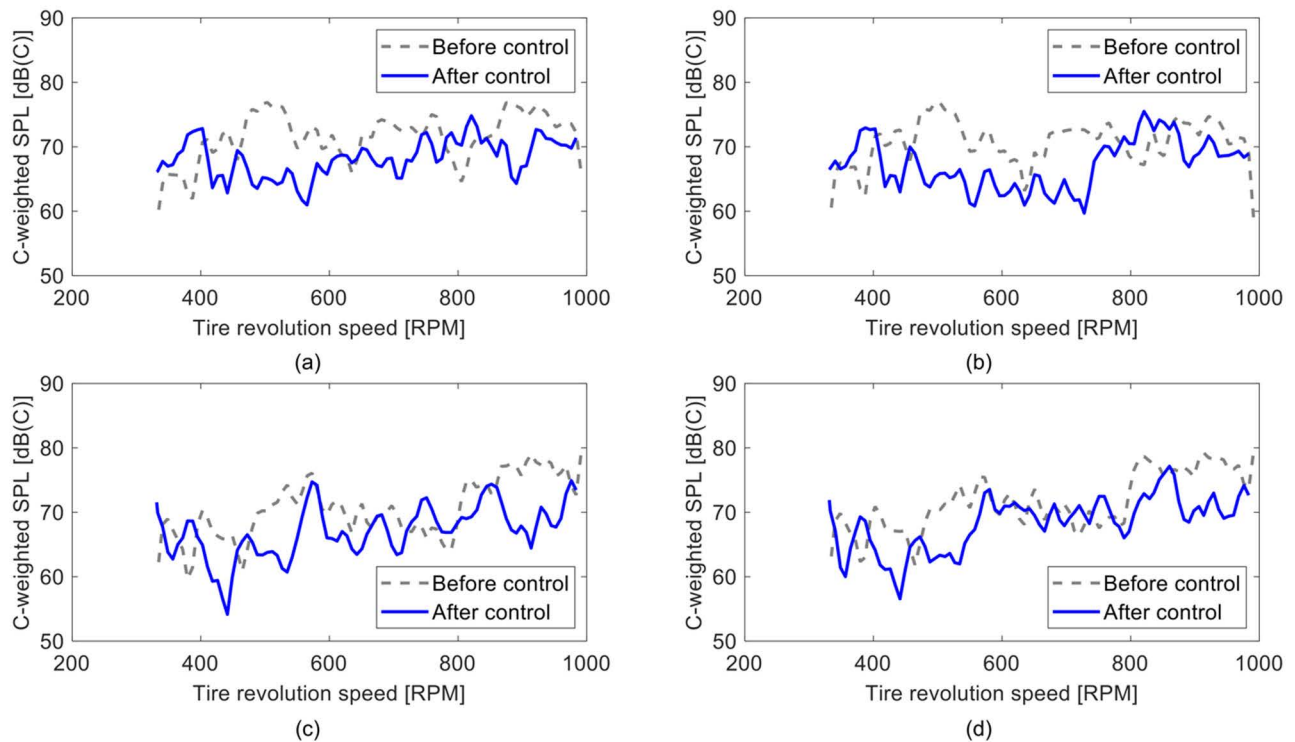 90
80
70
60
50
C-weighted SPL [dB(C)]
Before control
After control
200 400 600 800 1000
Tire revolution speed [RPM]
(a)
90
80
70
60
50
C-weighted SPL [dB(C)]
Before control
After control
200 400 600 800 1000
Tire revolution speed [RPM]
(b)
90
80
70
60
50
C-weighted SPL [dB(C)]
Before control
After control
200 400 600 800 1000
Tire revolution speed [RPM]
(c)
90
80
70
60
50
C-weighted SPL [dB(C)]
Before control
After control
200 400 600 800 1000
Tire revolution speed [RPM]
(d)